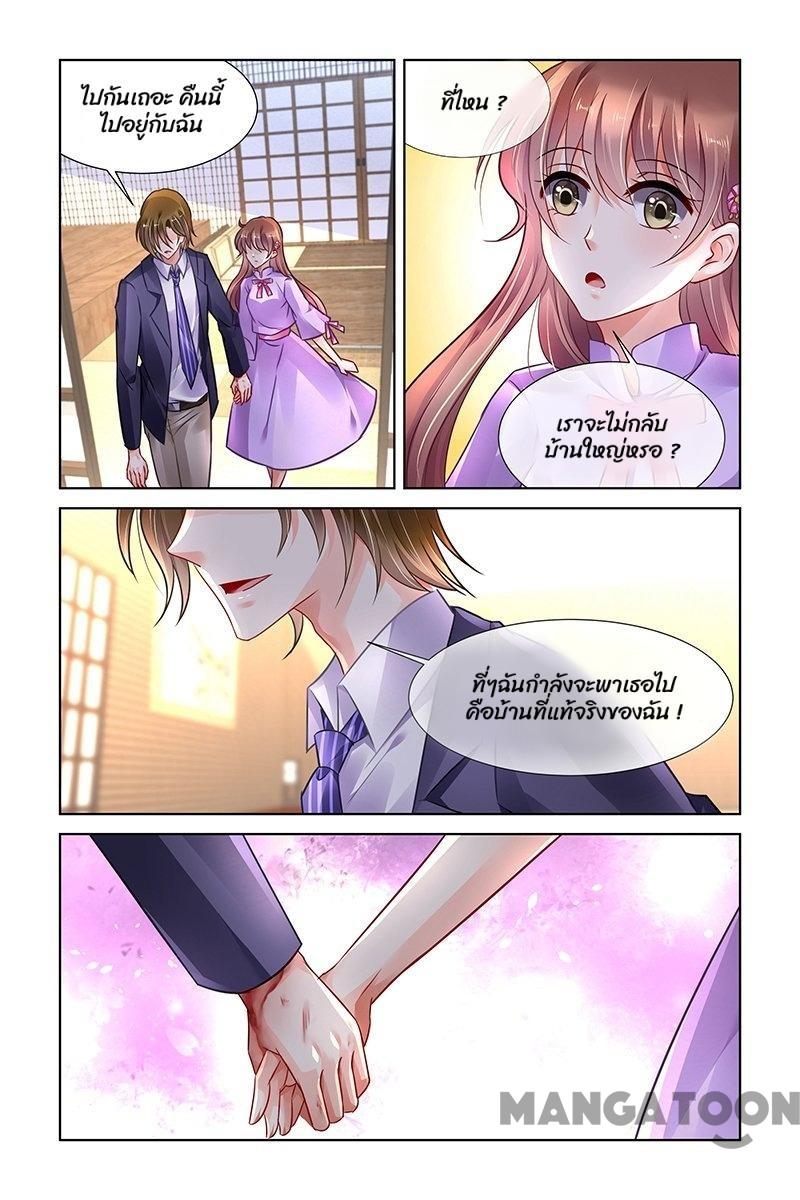 ไปกันเถอะ คืนนี้
ไปอยู่กับฉัน
ที่ไหน ?
เราจะไม่กลับ
บ้านใหญ่หรอ ?
ที่ๆฉันกำลังจะพาเธอไป
คือบ้านที่แท้จริงของฉัน !
MANGATOON